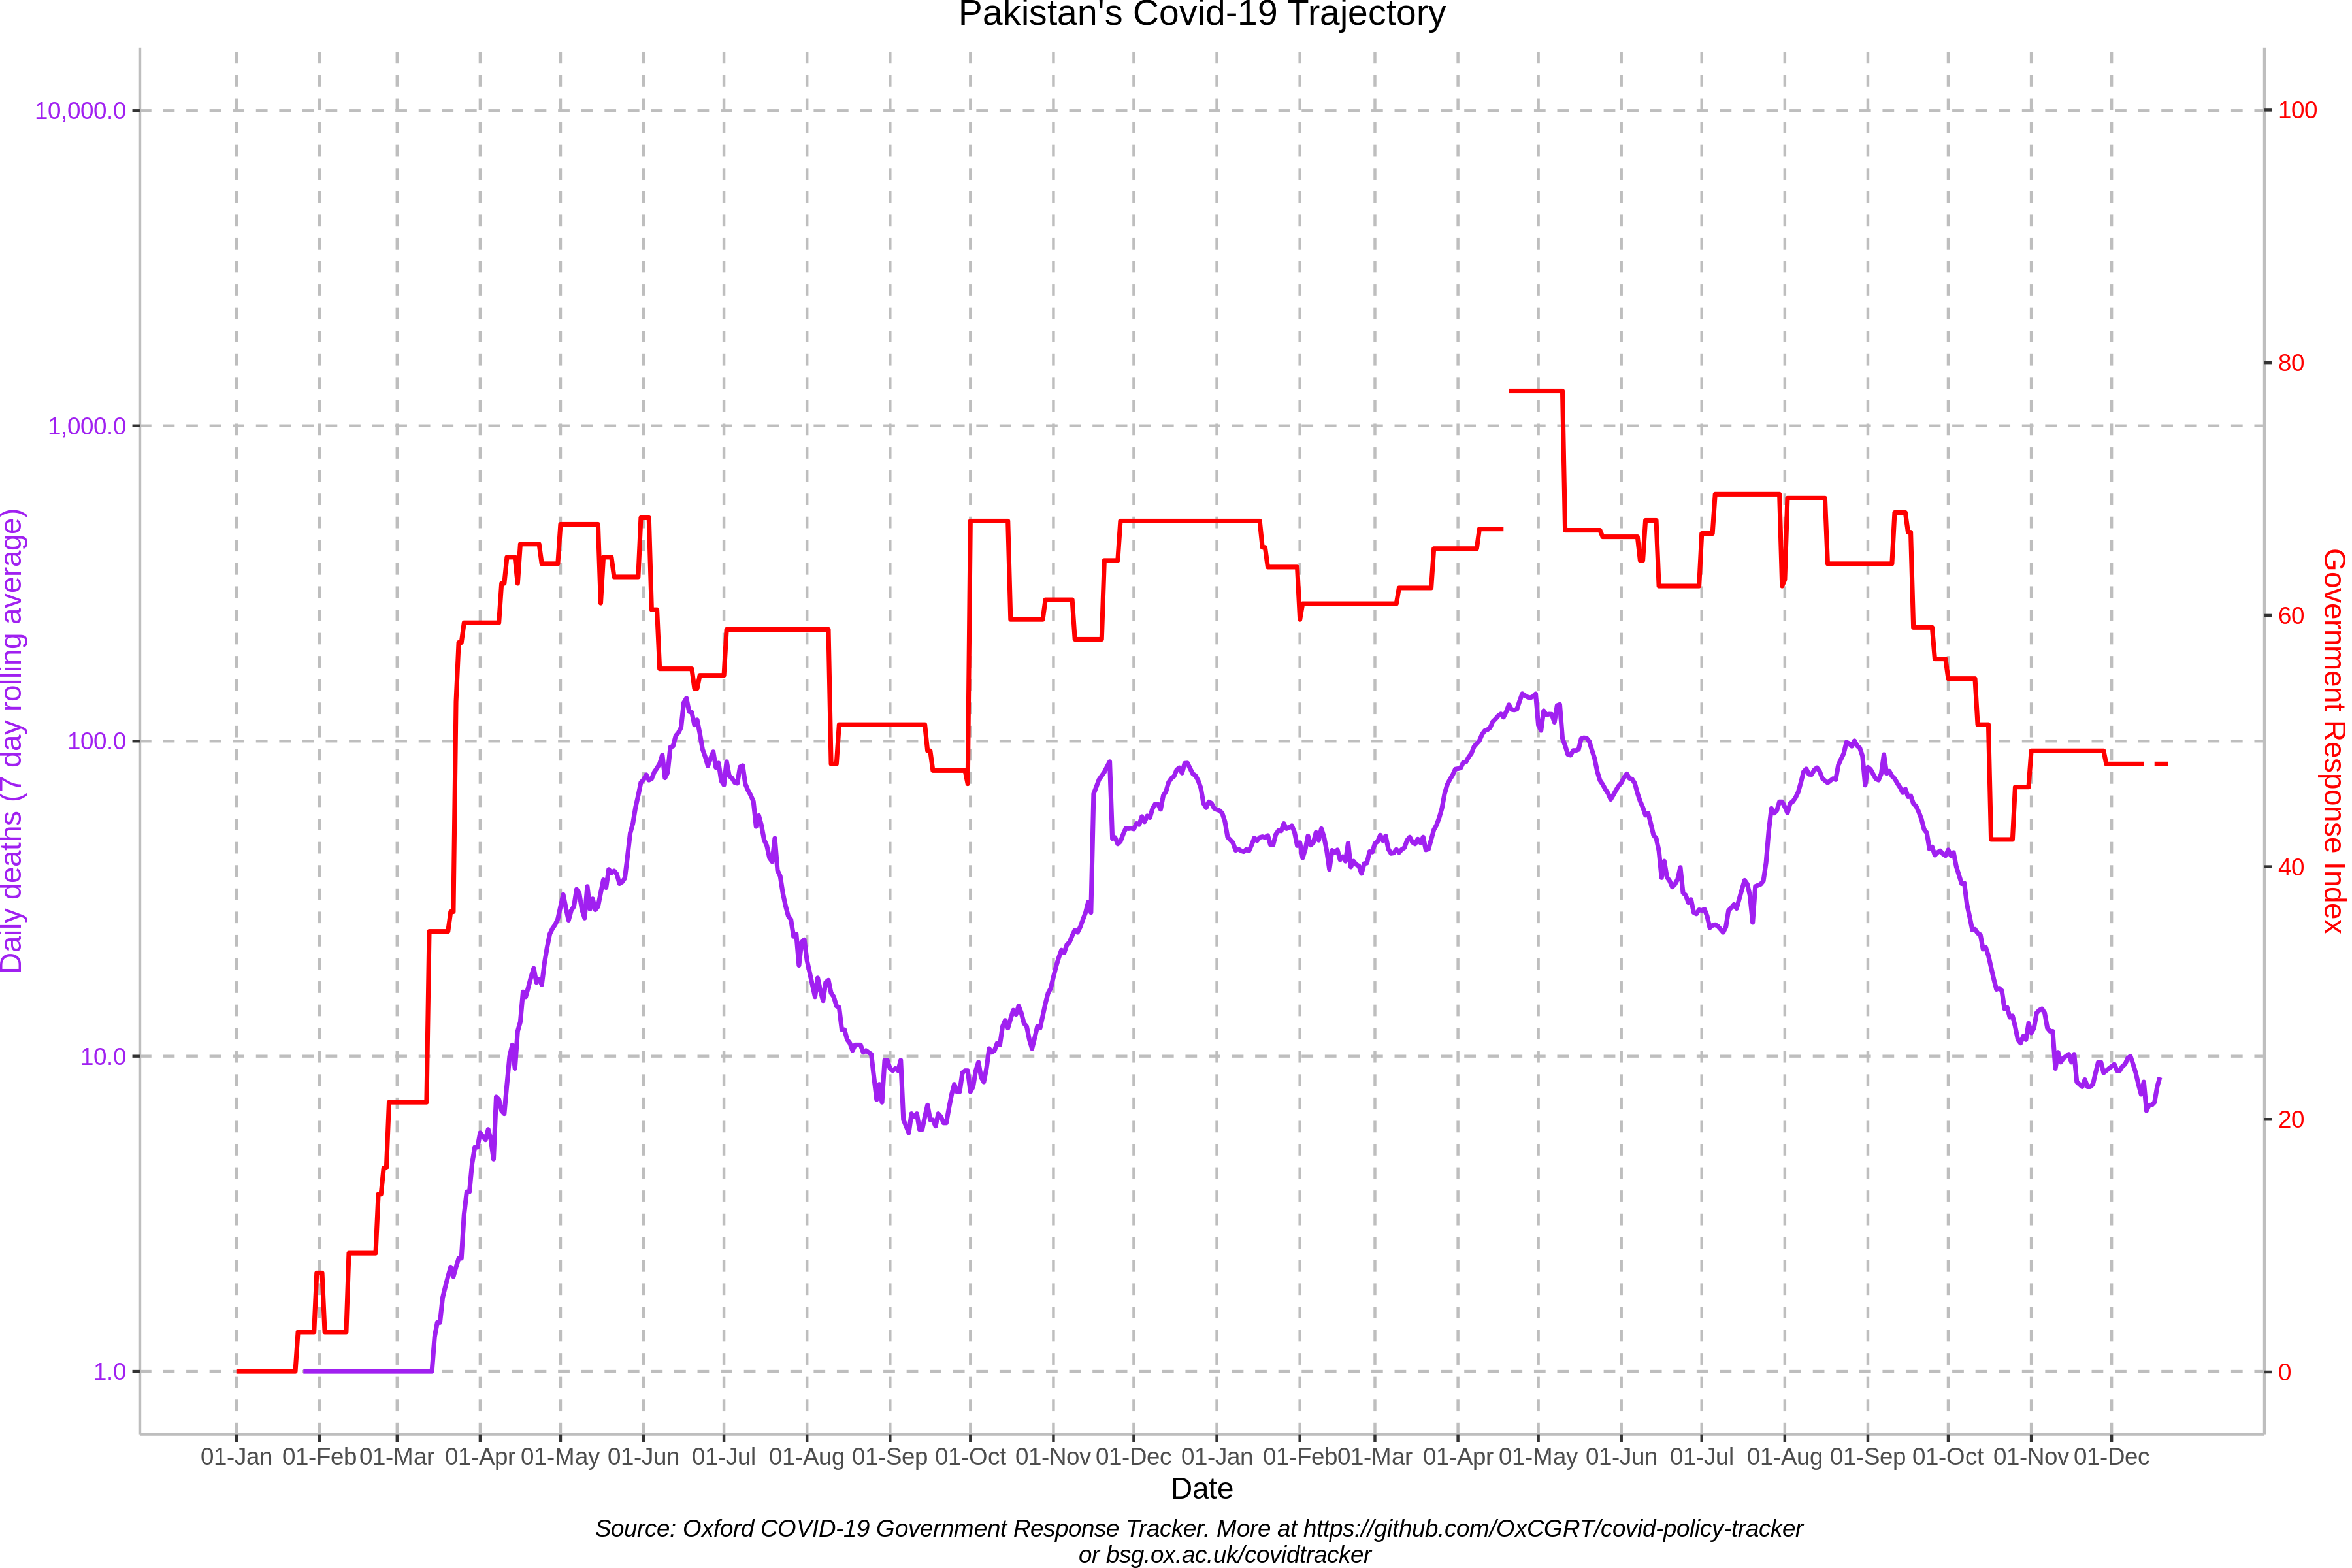 Pakistan's Covid-19 Trajectory
10,000.0
1,000.0
100.0
10.0
1.0
Daily deaths (7 day rolling average)
100
80
60
40
20
0
Government Response Index
01-Jan 01-Feb 01-Mar 01-Apr 01-May 01-Jun 01-Jul 01-Aug 01-Sep 01-Oct 01-Nov 01-Dec 01-Jan 01-Feb 01-Mar 01-Apr 01-May 01-Jun 01-Jul 01-Aug 01-Sep 01-Oct 01-Nov 01-Dec
Date
Source: Oxford COVID-19 Government Response Tracker. More at https://github.com/OxCGRT/covid-policy-tracker
or bsg.ox.ac.uk/covidtracker